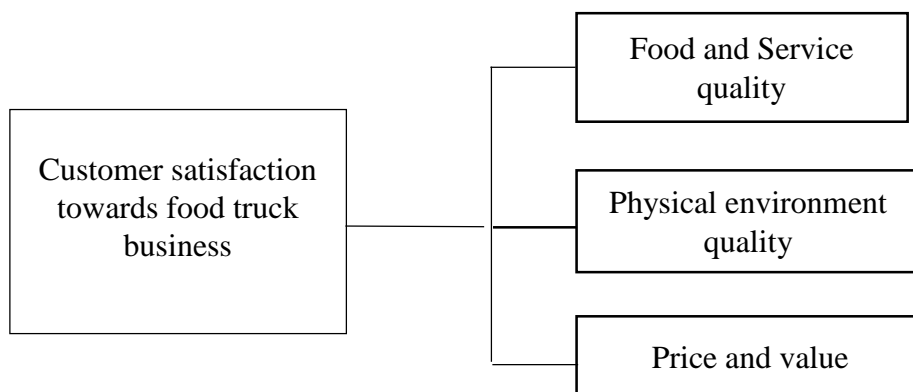 Customer satisfaction
towards food truck
business
Food and Service
quality
Physical environment
quality
Price and value